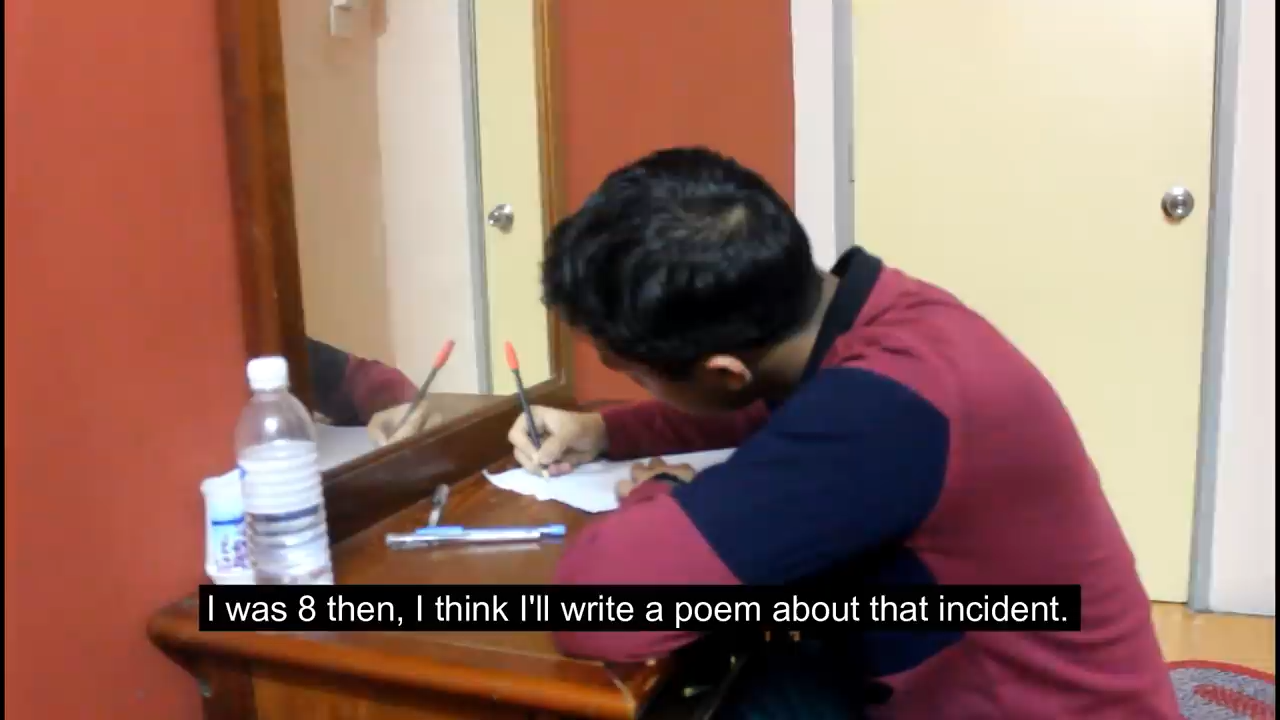 I was 8 then, I think I'll write a poem about that incident.